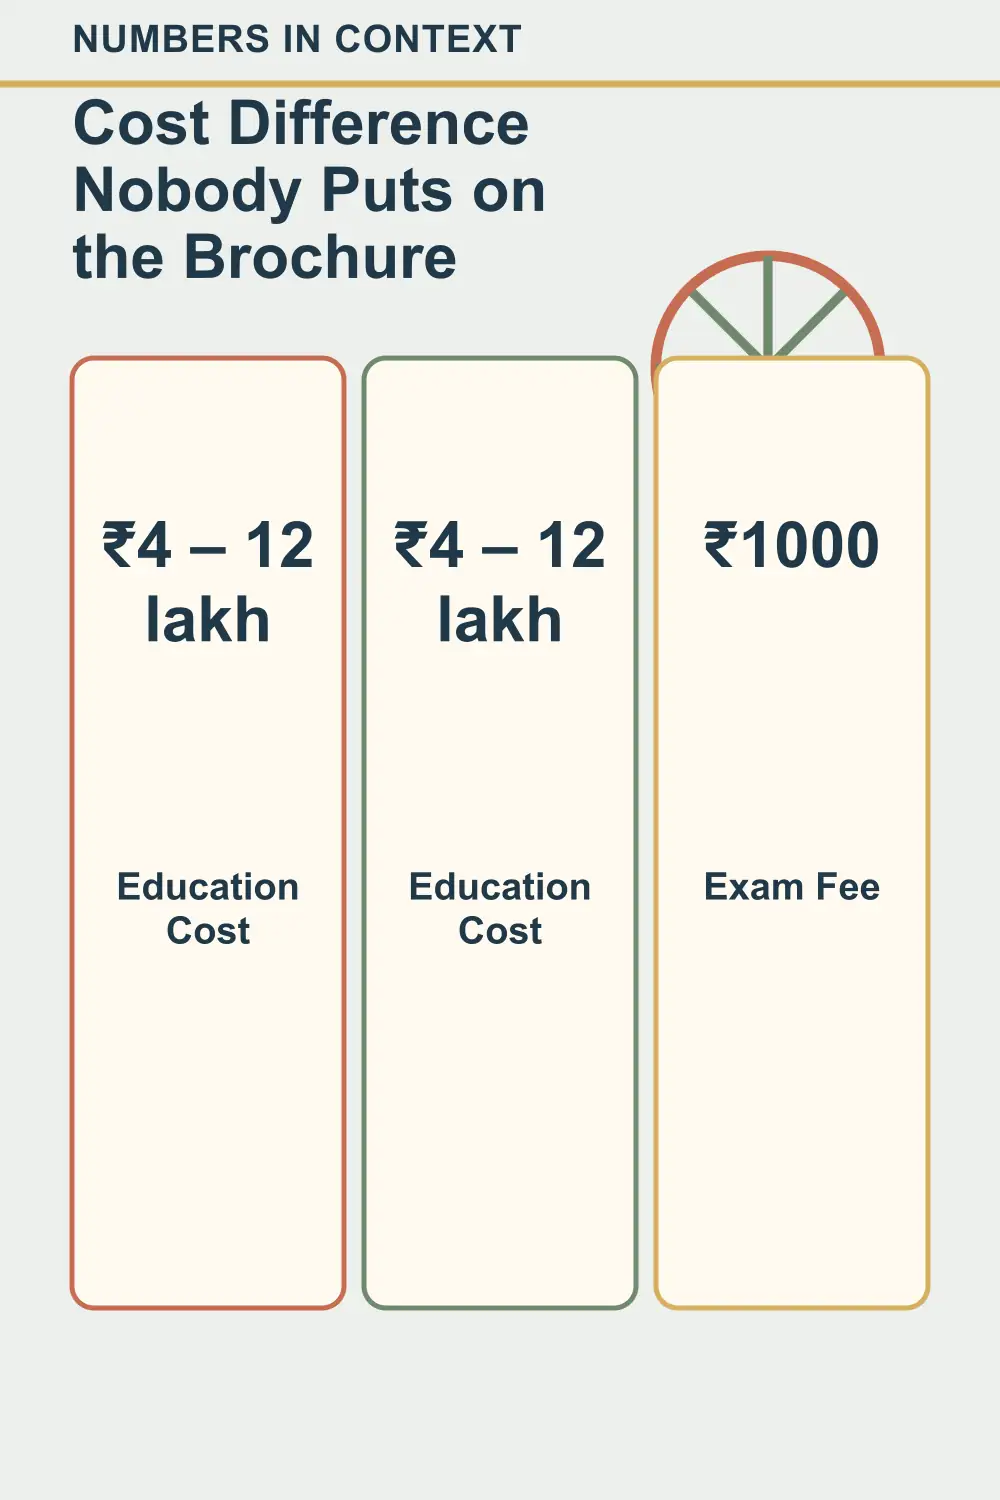 NUMBERS IN CONTEXT
Cost Difference
Nobody Puts on
the Brochure
₹4 – 12
lakh
Education
Cost
₹4 – 12
lakh
Education
Cost
₹1000
Exam Fee